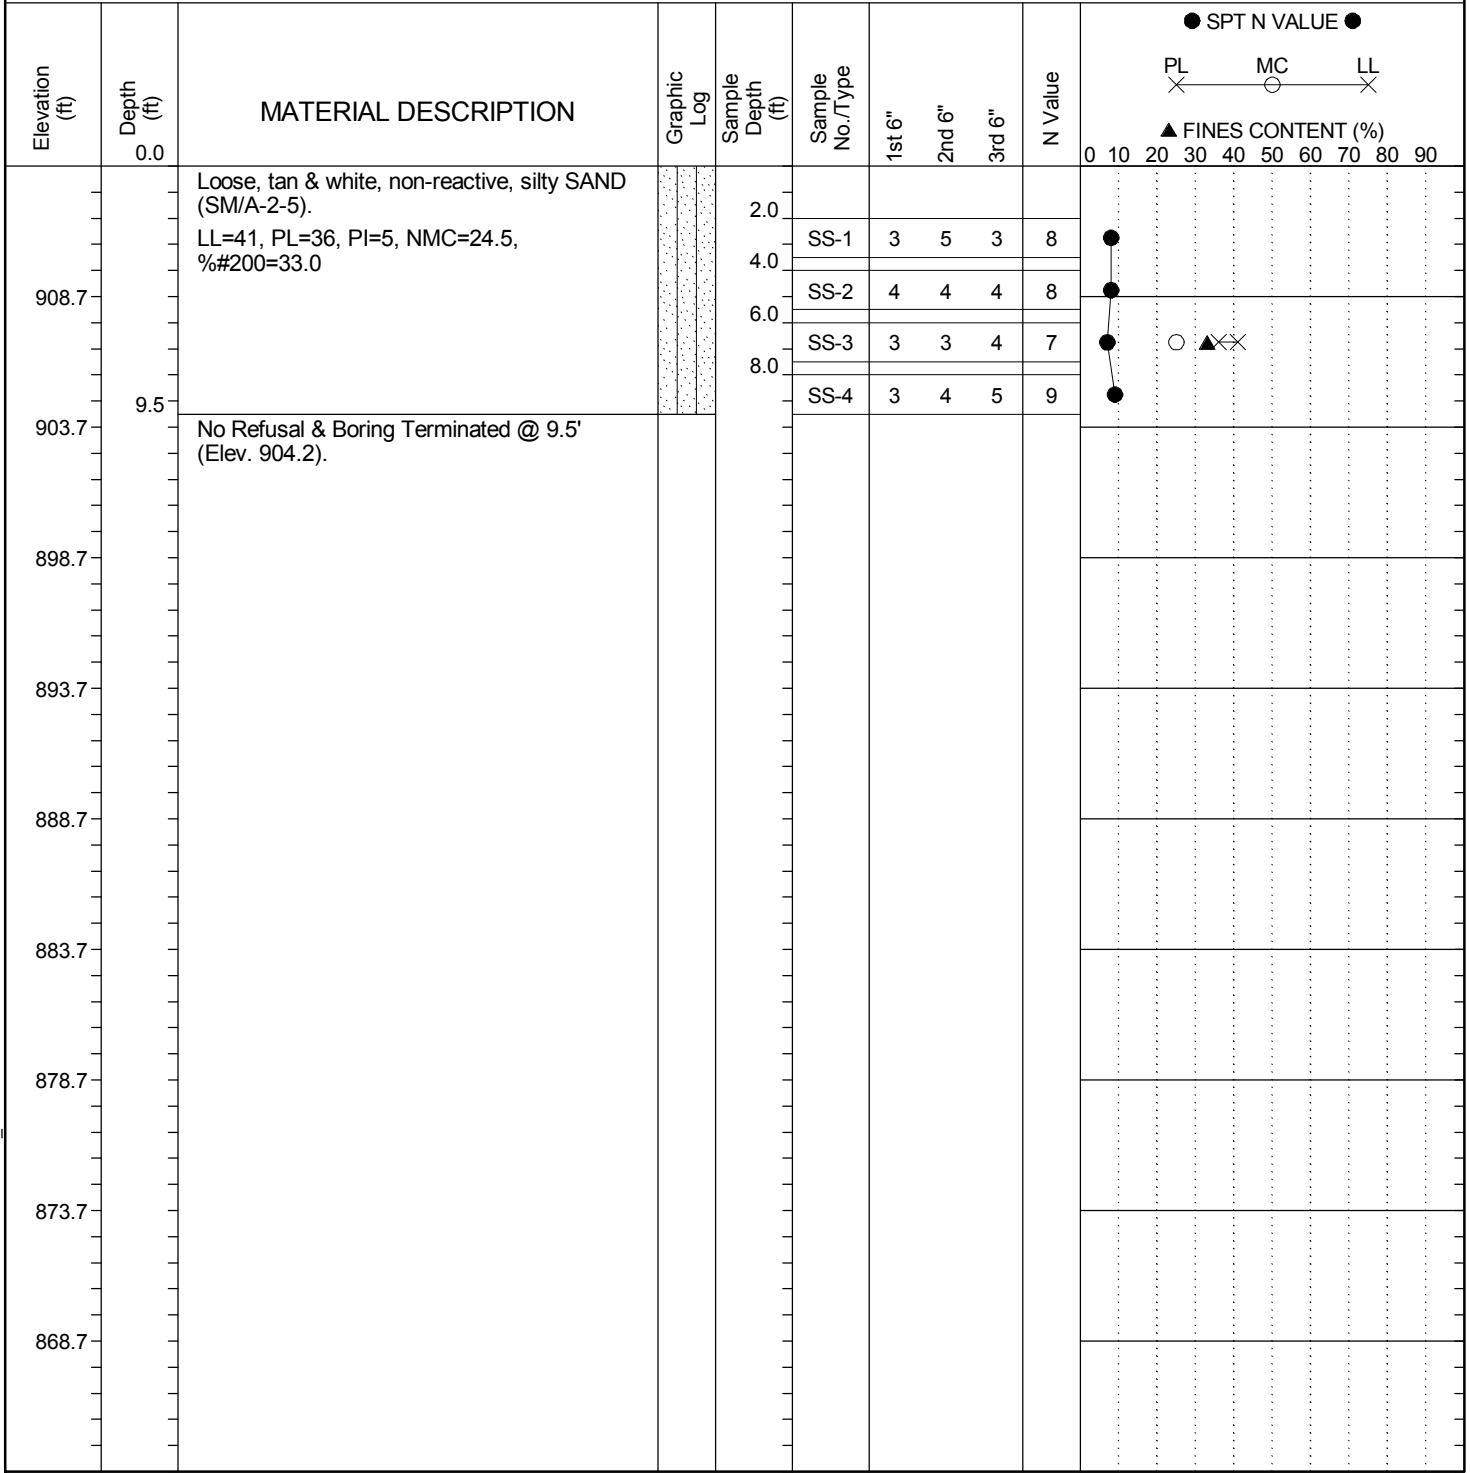 ● SPT N VALUE ●
PL MC LL
▲ FINES CONTENT (%)
0 10 20 30 40 50 60 70 80 90
Elevation
(ft)
Depth
(ft)
0.0
MATERIAL DESCRIPTION
Graphic
Log
Sample
Depth
(ft)
Sample
No./Type
1st 6"
2nd 6"
3rd 6"
N Value
Loose, tan & white, non-reactive, silty SAND
(SM/A-2-5).
LL=41, PL=36, PI=5, NMC=24.5,
%#200=33.0
2.0
SS-1 3 5 3 8
4.0
908.7
SS-2 4 4 4 8
6.0
SS-3 3 3 4 7
8.0
SS-4 3 4 5 9
9.5
903.7
No Refusal & Boring Terminated @ 9.5'
(Elev. 904.2).
898.7
893.7
888.7
883.7
878.7
873.7
868.7